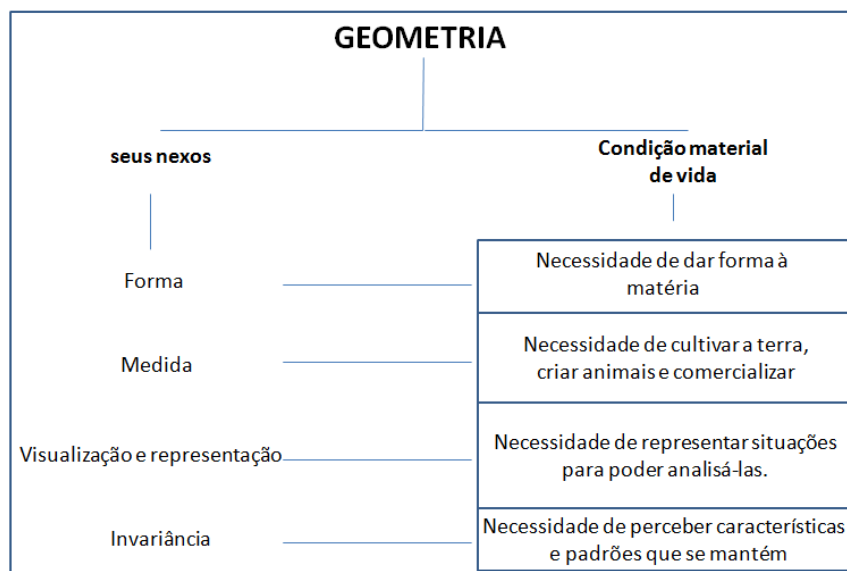 GEOMETRIA
seus nexos
Condição material
de vida
Forma
Necessidade de dar forma à
matéria
Medida
Necessidade de cultivar a terra,
criar animais e comercializar
Visualização e representação
Necessidade de representar situações
para poder analisá-las.
Invariância
Necessidade de perceber características
e padrões que se mantém